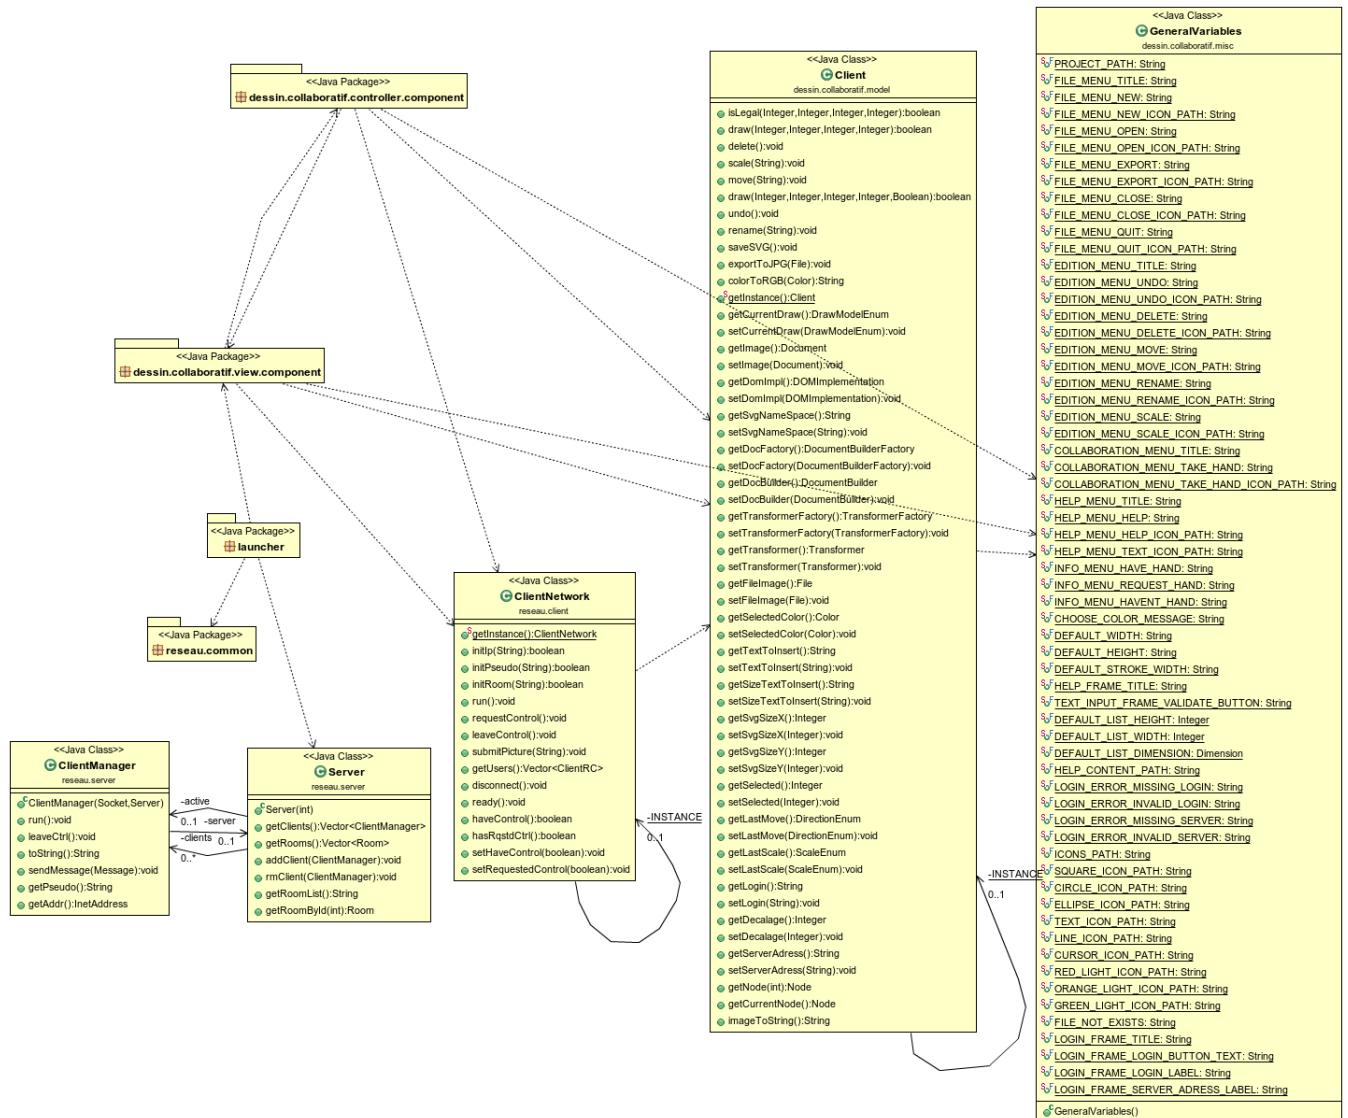 <<Java Package>>
dessin.collaboratif.controller.component
<<Java Package>>
dessin.collaboratif.view.component
<<Java Package>>
launcher
<<Java Package>>
reseau.common
<<Java Class>>
ClientManager
reseau.server
ClientManager(Socket,Server)
run():void
leaveCtrl():void
toString():String
sendMessage(Message):void
getPseudo():String
getAddr():InetAddress
-active
0..1
-server
0..1
-clients
0..*
<<Java Class>>
Server
reseau.server
Server(int)
getClients():Vector<ClientManager>
getRooms():Vector<Room>
addClient(ClientManager):void
rmClient(ClientManager):void
getRoomList():String
getRoomById(int):Room
<<Java Class>>
ClientNetwork
reseau.client
getInstance():ClientNetwork
initIp(String):boolean
initPseudo(String):boolean
initRoom(String):boolean
run():void
requestControl():void
leaveControl():void
submitPicture(String):void
getUsers():Vector<ClientRC>
disconnect():void
ready():void
haveControl():boolean
hasRqstdCtrl():boolean
setHaveControl(boolean):void
setRequestedControl(boolean):void
-INSTANCE
0..1
<<Java Class>>
Client
dessin.collaboratif.model
isLegal(Integer,Integer,Integer,Integer):boolean
draw(Integer,Integer,Integer,Integer):boolean
delete():void
scale(String):void
move(String):void
draw(Integer,Integer,Integer,Integer,Boolean):boolean
undo():void
rename(String):void
saveSVG():void
exportToJPG(File):void
colorToRGB(Color):String
getInstance():Client
getCurrentDraw():DrawModelEnum
setCurrentDraw(DrawModelEnum):void
getImage():Document
setImage(Document):void
getDomImpl():DOMImplementation
setDomImpl(DOMImplementation):void
getSvgNameSpace():String
setSvgNameSpace(String):void
getDocFactory():DocumentBuilderFactory
setDocFactory(DocumentBuilderFactory):void
getDocBuilder():DocumentBuilder
setDocBuilder(DocumentBuilder):void
getTransformerFactory():TransformerFactory
setTransformerFactory(TransformerFactory):void
getTransformer():Transformer
setTransformer(Transformer):void
getFileImage():File
setFileImage(File):void
getSelectedColor():Color
setSelectedColor(Color):void
getTextToInsert():String
setTextToInsert(String):void
getSizeTextToInsert():String
setSizeTextToInsert(String):void
getSvgSizeX():Integer
setSvgSizeX(Integer):void
getSvgSizeY():Integer
setSvgSizeY(Integer):void
getSelected():Integer
setSelected(Integer):void
getLastMove():DirectionEnum
setLastMove(DirectionEnum):void
getLastScale():ScaleEnum
setLastScale(ScaleEnum):void
getLogin():String
setLogin(String):void
getDecalage():Integer
setDecalage(Integer):void
getServerAdress():String
setServerAdress(String):void
getNode(int):Node
getCurrentNode():Node
imageToString():String
-INSTANCE
0..1
<<Java Class>>
GeneralVariables
dessin.collaboratif.misc
PROJECT_PATH: String
FILE_MENU_TITLE: String
FILE_MENU_NEW: String
FILE_MENU_NEW_ICON_PATH: String
FILE_MENU_OPEN: String
FILE_MENU_OPEN_ICON_PATH: String
FILE_MENU_EXPORT: String
FILE_MENU_EXPORT_ICON_PATH: String
FILE_MENU_CLOSE: String
FILE_MENU_CLOSE_ICON_PATH: String
FILE_MENU_QUIT: String
FILE_MENU_QUIT_ICON_PATH: String
EDITION_MENU_TITLE: String
EDITION_MENU_UNDO: String
EDITION_MENU_UNDO_ICON_PATH: String
EDITION_MENU_DELETE: String
EDITION_MENU_DELETE_ICON_PATH: String
EDITION_MENU_MOVE: String
EDITION_MENU_MOVE_ICON_PATH: String
EDITION_MENU_RENAME: String
EDITION_MENU_RENAME_ICON_PATH: String
EDITION_MENU_SCALE: String
EDITION_MENU_SCALE_ICON_PATH: String
COLLABORATION_MENU_TITLE: String
COLLABORATION_MENU_TAKE_HAND: String
COLLABORATION_MENU_TAKE_HAND_ICON_PATH: String
HELP_MENU_TITLE: String
HELP_MENU_HELP: String
HELP_MENU_HELP_ICON_PATH: String
HELP_MENU_TEXT_ICON_PATH: String
INFO_MENU_HAVE_HAND: String
INFO_MENU_REQUEST_HAND: String
INFO_MENU_HAVENT_HAND: String
CHOOSE_COLOR_MESSAGE: String
DEFAULT_WIDTH: String
DEFAULT_HEIGHT: String
DEFAULT_STROKE_WIDTH: String
HELP_FRAME_TITLE: String
TEXT_INPUT_FRAME_VALIDATE_BUTTON: String
DEFAULT_LIST_HEIGHT: Integer
DEFAULT_LIST_WIDTH: Integer
DEFAULT_LIST_DIMENSION: Dimension
HELP_CONTENT_PATH: String
LOGIN_ERROR_MISSING_LOGIN: String
LOGIN_ERROR_INVALID_LOGIN: String
LOGIN_ERROR_MISSING_SERVER: String
LOGIN_ERROR_INVALID_SERVER: String
ICONS_PATH: String
SQUARE_ICON_PATH: String
CIRCLE_ICON_PATH: String
ELLIPSE_ICON_PATH: String
TEXT_ICON_PATH: String
LINE_ICON_PATH: String
CURSOR_ICON_PATH: String
RED_LIGHT_ICON_PATH: String
ORANGE_LIGHT_ICON_PATH: String
GREEN_LIGHT_ICON_PATH: String
FILE_NOT_EXISTS: String
LOGIN_FRAME_TITLE: String
LOGIN_FRAME_LOGIN_BUTTON_TEXT: String
LOGIN_FRAME_LOGIN_LABEL: String
LOGIN_FRAME_SERVER_ADRESS_LABEL: String
GeneralVariables()